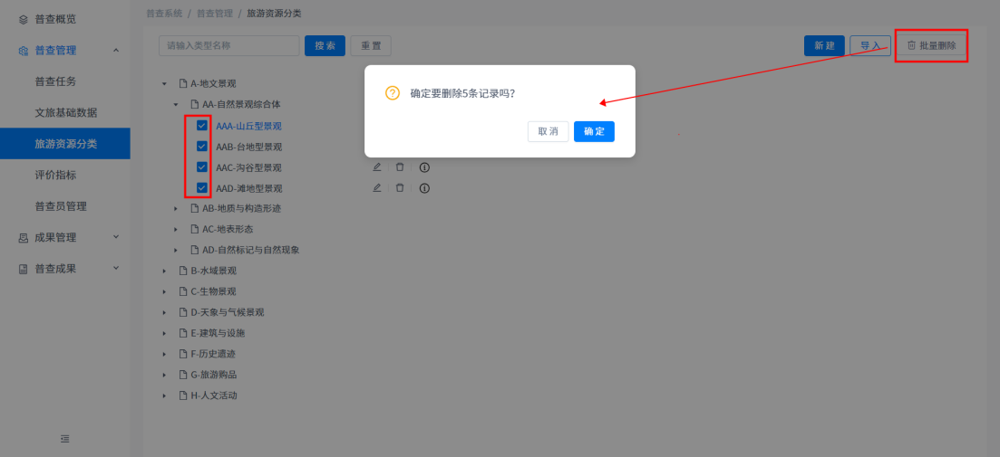 普查概览
普查管理
普查任务
文旅基础数据
旅游资源分类
评价指标
普查员管理
成果管理
普查成果
普查系统 / 普查管理 / 旅游资源分类
请输入类型名称 搜索 重置 新建 导入 批量删除
确定要删除5条记录吗?
取消 确定
A-地文景观
AA-自然景观综合体
AAA-山丘型景观
AAB-台地型景观
AAC-沟谷型景观
AAD-滩地型景观
AB-地质与构造形迹
AC-地表形态
AD-自然标记与自然现象
B-水域景观
C-生物景观
D-天象与气候景观
E-建筑与设施
F-历史遗迹
G-旅游购品
H-人文活动